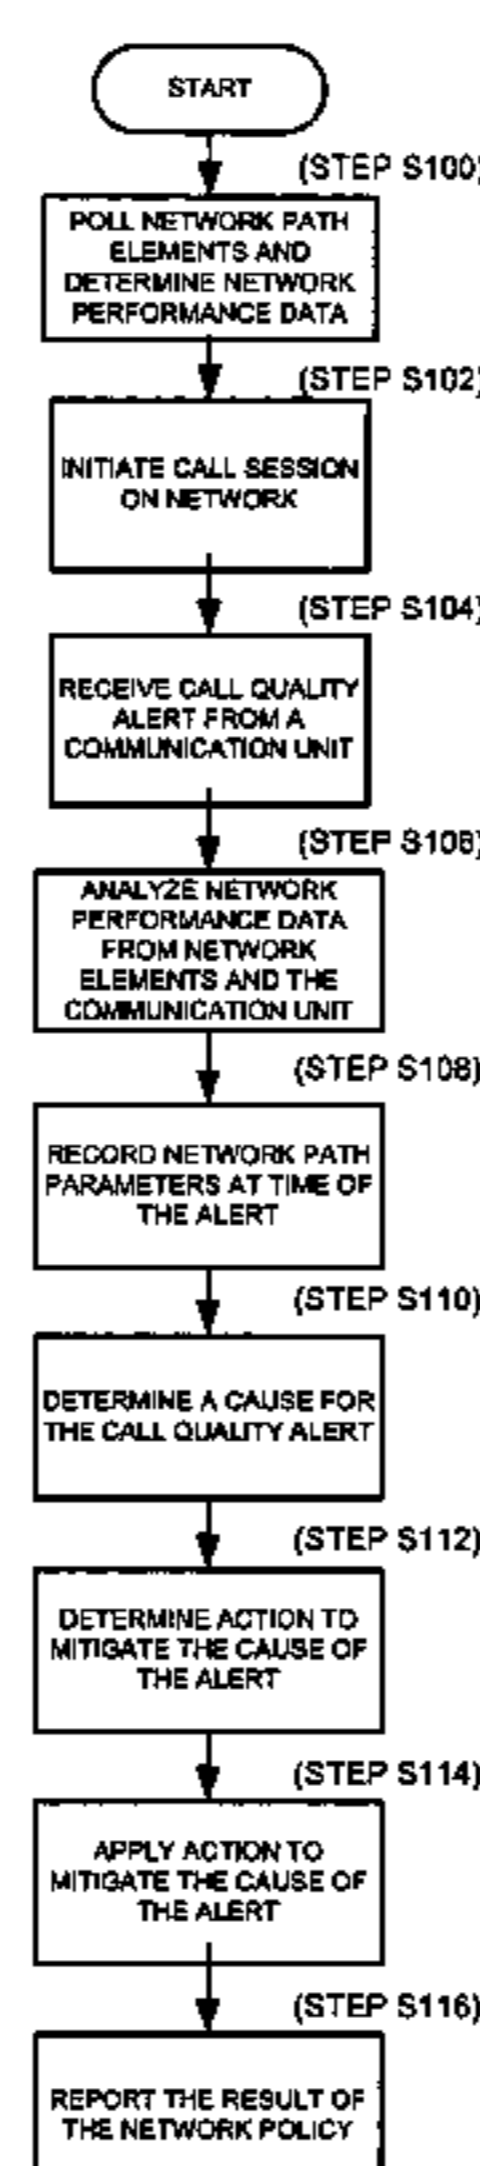 START
(STEP S100)
POLL NETWORK PATH
ELEMENTS AND
DETERMINE NETWORK
PERFORMANCE DATA
(STEP S102)
INITIATE CALL SESSION
ON NETWORK
(STEP S104)
RECEIVE CALL QUALITY
ALERT FROM A
COMMUNICATION UNIT
(STEP S106)
ANALYZE NETWORK
PERFORMANCE DATA
FROM NETWORK
ELEMENTS AND THE
COMMUNICATION UNIT
(STEP S108)
RECORD NETWORK PATH
PARAMETERS AT TIME OF
THE ALERT
(STEP S110)
DETERMINE A CAUSE FOR
THE CALL QUALITY ALERT
(STEP S112)
DETERMINE ACTION TO
MITIGATE THE CAUSE OF
THE ALERT
(STEP S114)
APPLY ACTION TO
MITIGATE THE CAUSE OF
THE ALERT
(STEP S116)
REPORT THE RESULT OF
THE NETWORK POLICY